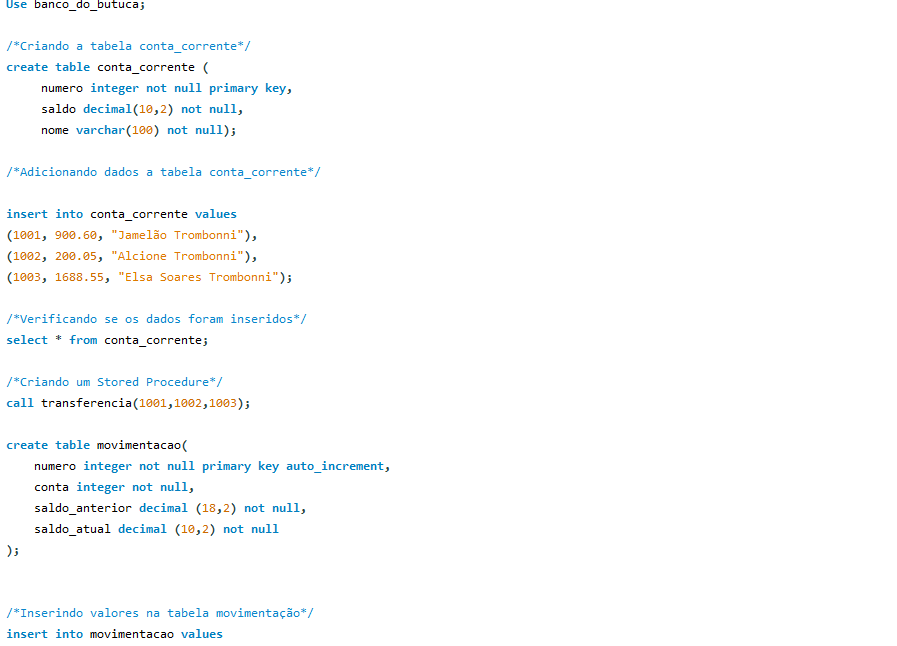 Use banco_do_butuca;
/*Criando a tabela conta_corrente*/
create table conta_corrente (
numero integer not null primary key,
saldo decimal(10,2) not null,
nome varchar(100) not null);
/*Adicionando dados a tabela conta_corrente*/
insert into conta_corrente values
(1001, 900.60, "Jamelão Trombonni"),
(1002, 200.05, "Alcione Trombonni"),
(1003, 1688.55, "Elsa Soares Trombonni");
/*Verificando se os dados foram inseridos*/
select * from conta_corrente;
/*Criando um Stored Procedure*/
call transferencia(1001,1002,1003);
create table movimentacao(
numero integer not null primary key auto_increment,
conta integer not null,
saldo_anterior decimal (18,2) not null,
saldo_atual decimal (10,2) not null
);
/*Inserindo valores na tabela movimentação*/
insert into movimentacao values